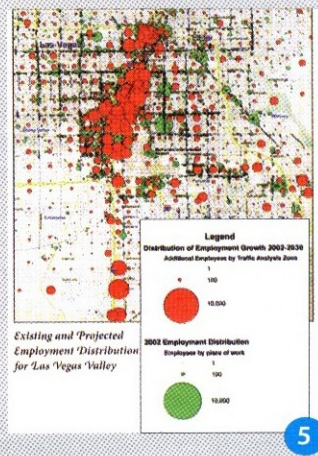 Las Vegas
Legend
Distribution of Employment Growth 2002-2030
Additional Employees by Traffic Analysis Zone
1
100
10,000
2002 Employment Distribution
Employees by place of work
1
100
10,000
Existing and Projected
Employment Distribution
for Las Vegas Valley
5